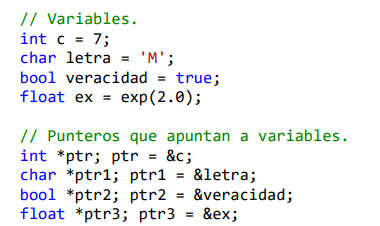 // Variables.
int c = 7;
char letra = 'M';
bool veracidad = true;
float ex = exp(2.0);
// Punteros que apuntan a variables.
int *ptr; ptr = &c;
char *ptr1; ptr1 = &letra;
bool *ptr2; ptr2 = &veracidad;
float *ptr3; ptr3 = &ex;